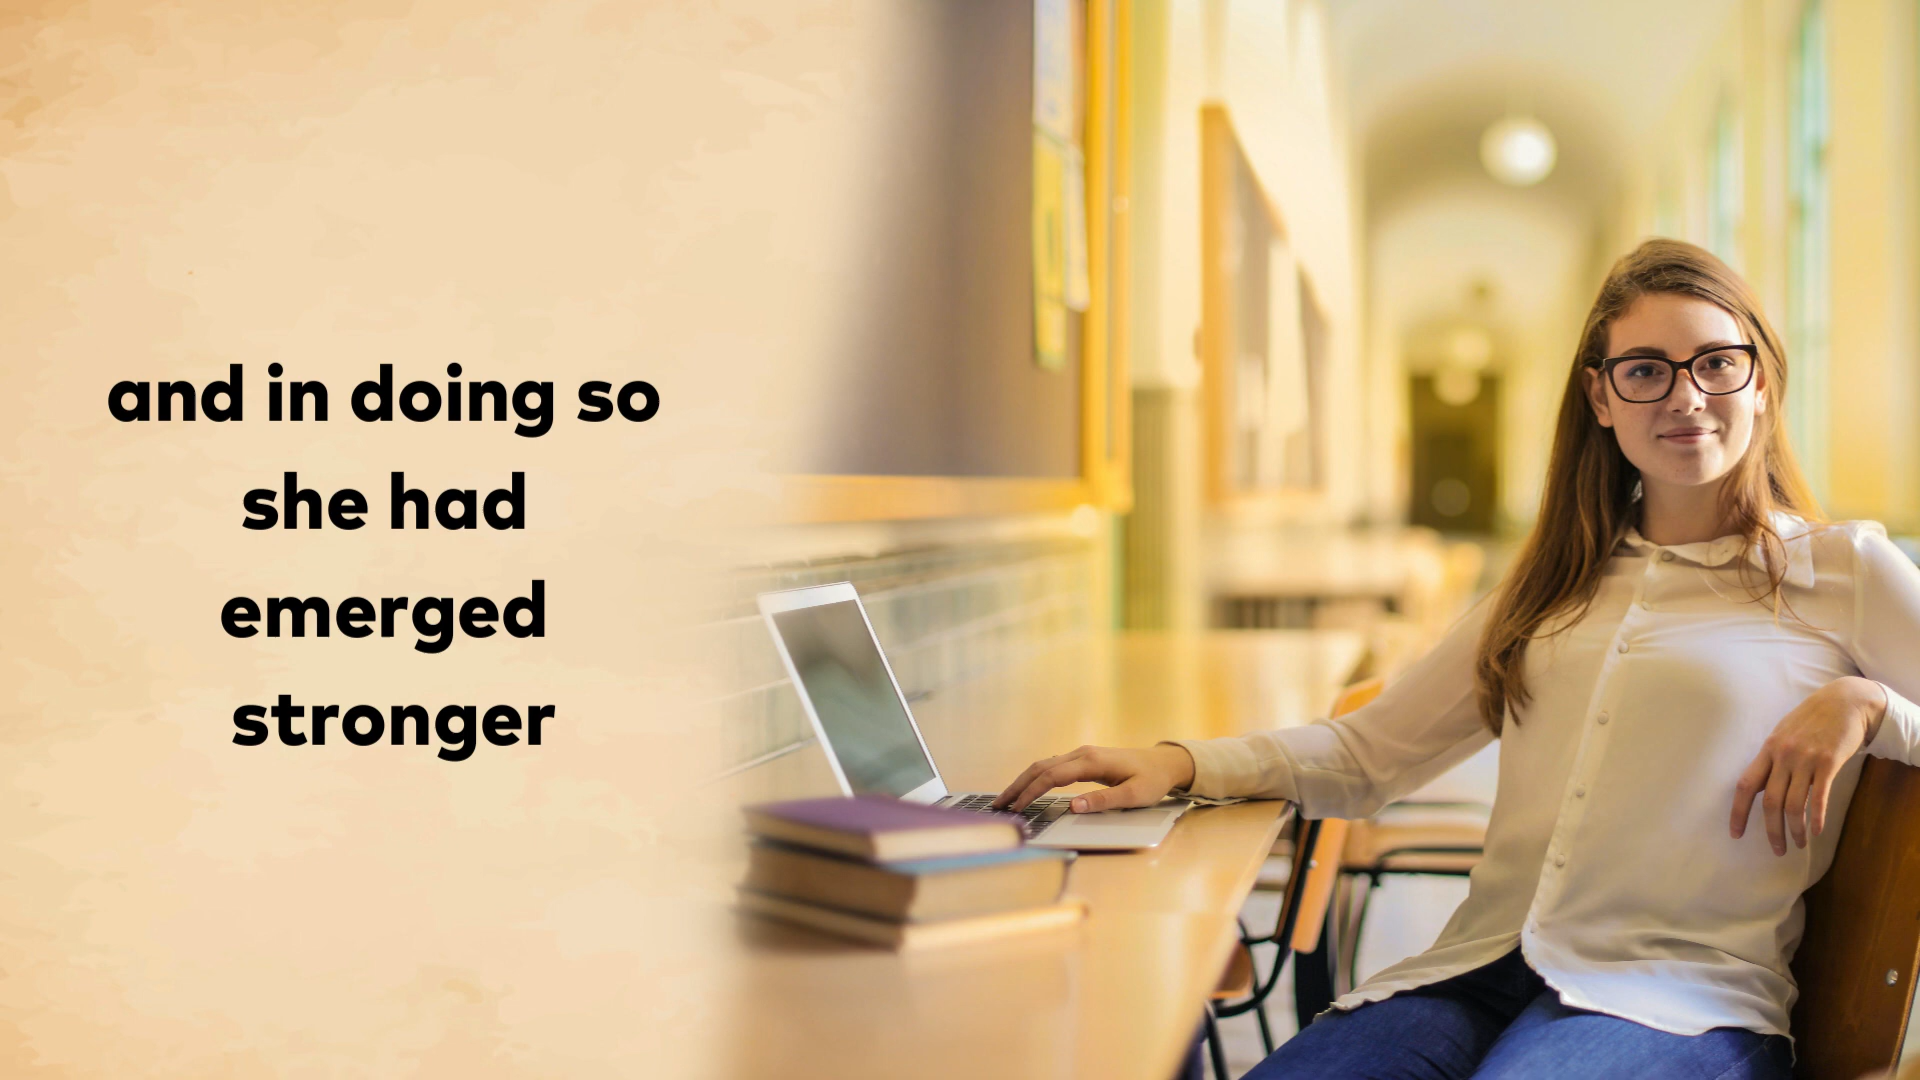 and in doing so
she had
emerged
stronger